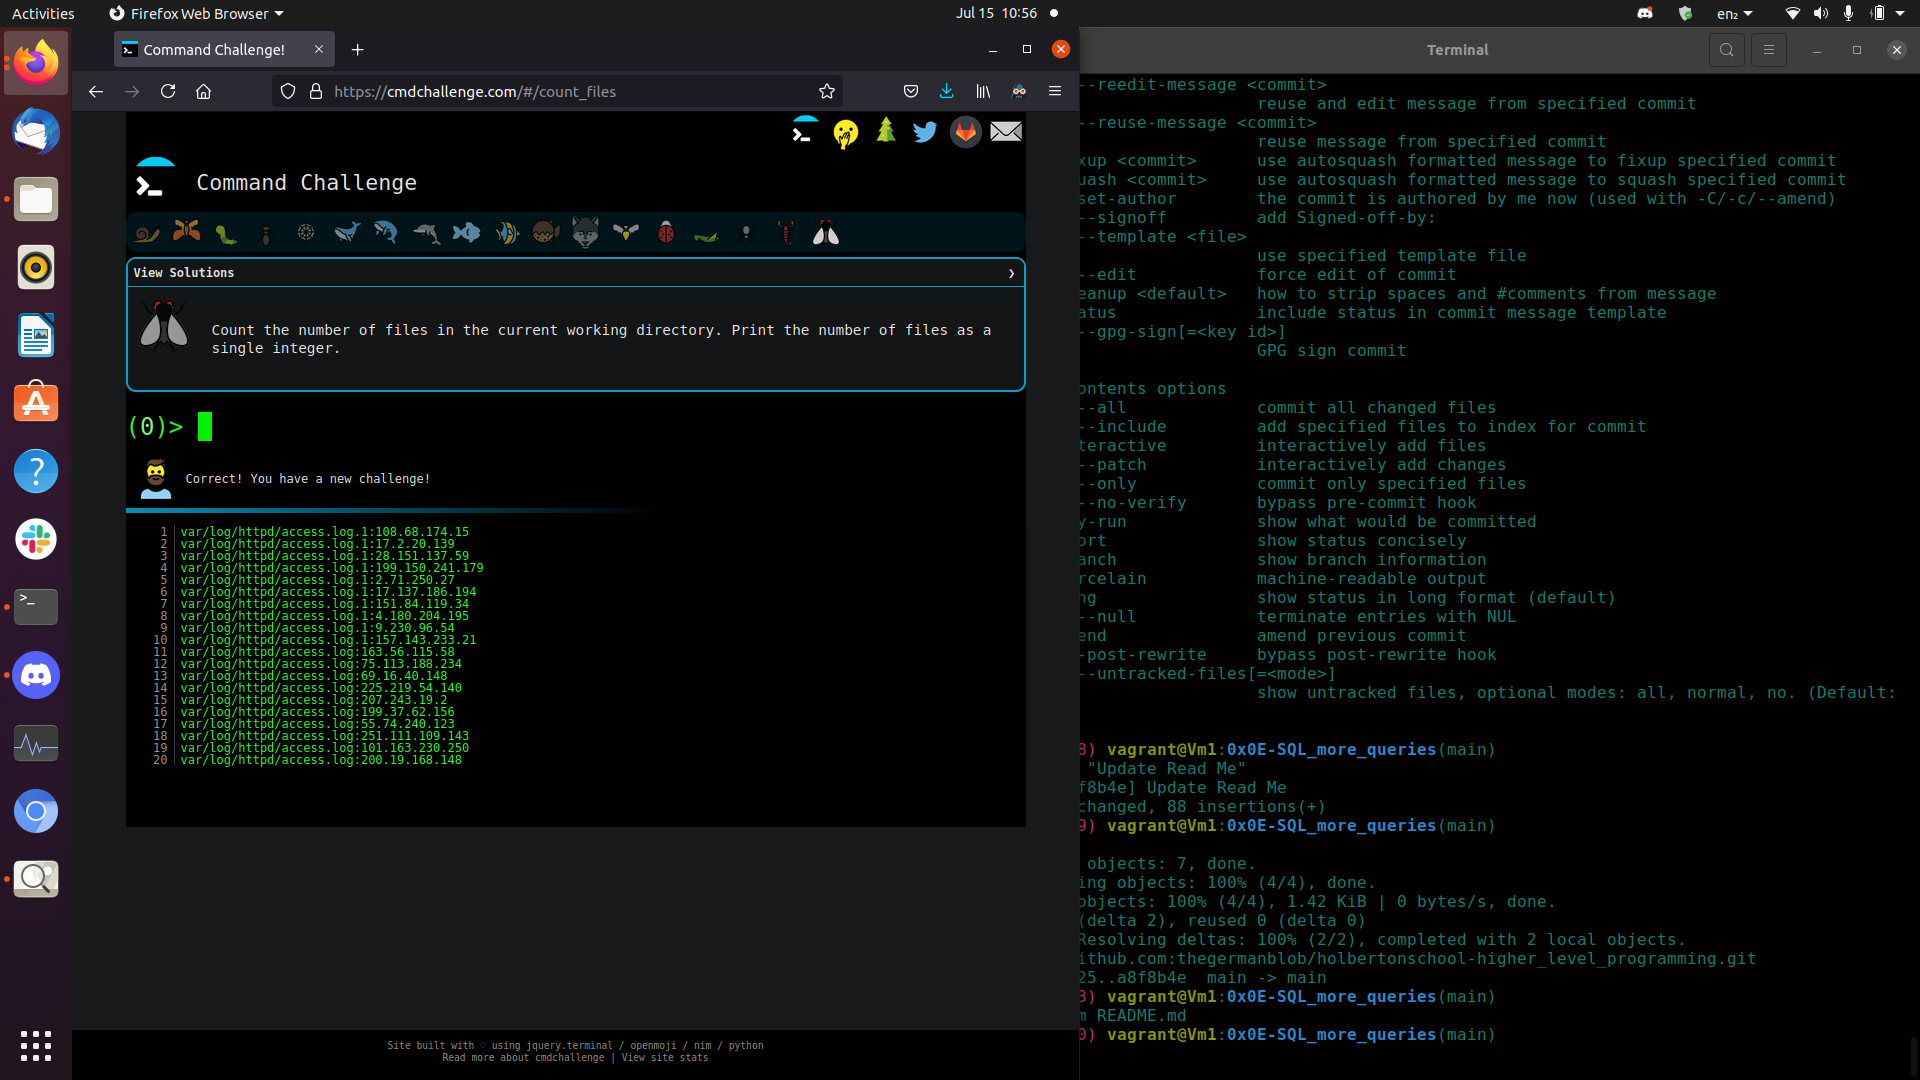 Activities
Firefox Web Browser
Jul 15 10:56
en₂
Command Challenge!
https://cmdchallenge.com/#/count_files
Command Challenge
View Solutions
Count the number of files in the current working directory. Print the number of files as a
single integer.
(0)>
Correct! You have a new challenge!
1 var/log/httpd/access.log.1:108.68.174.15
2 var/log/httpd/access.log.1:17.2.20.139
3 var/log/httpd/access.log.1:28.151.137.59
4 var/log/httpd/access.log.1:199.150.241.179
5 var/log/httpd/access.log.1:2.71.250.27
6 var/log/httpd/access.log.1:17.137.186.194
7 var/log/httpd/access.log.1:151.84.119.34
8 var/log/httpd/access.log.1:4.180.204.195
9 var/log/httpd/access.log.1:9.230.96.54
10 var/log/httpd/access.log.1:157.143.233.21
11 var/log/httpd/access.log:163.56.115.58
12 var/log/httpd/access.log:75.113.188.234
13 var/log/httpd/access.log:69.16.40.148
14 var/log/httpd/access.log:225.219.54.140
15 var/log/httpd/access.log:207.243.19.2
16 var/log/httpd/access.log:199.37.62.156
17 var/log/httpd/access.log:55.74.240.123
18 var/log/httpd/access.log:251.111.109.143
19 var/log/httpd/access.log:101.163.230.250
20 var/log/httpd/access.log:200.19.168.148
Site built with ♡ using jquery.terminal / openmoji / nim / python
Read more about cmdchallenge | View site stats
Terminal
--reedit-message <commit>
reuse and edit message from specified commit
--reuse-message <commit>
reuse message from specified commit
xup <commit> use autosquash formatted message to fixup specified commit
uash <commit> use autosquash formatted message to squash specified commit
set-author the commit is authored by me now (used with -C/-c/--amend)
--signoff add Signed-off-by:
--template <file>
use specified template file
--edit force edit of commit
eanup <default> how to strip spaces and #comments from message
atus include status in commit message template
--gpg-sign[=<key id>]
GPG sign commit
ontents options
--all commit all changed files
--include add specified files to index for commit
teractive interactively add files
--patch interactively add changes
--only commit only specified files
--no-verify bypass pre-commit hook
y-run show what would be committed
ort show status concisely
anch show branch information
rcelain machine-readable output
ng show status in long format (default)
--null terminate entries with NUL
end amend previous commit
-post-rewrite bypass post-rewrite hook
--untracked-files[=<mode>]
show untracked files, optional modes: all, normal, no. (Default:
8) vagrant@Vm1:0x0E-SQL_more_queries(main)
"Update Read Me"
f8b4e] Update Read Me
changed, 88 insertions(+)
9) vagrant@Vm1:0x0E-SQL_more_queries(main)
objects: 7, done.
ing objects: 100% (4/4), done.
objects: 100% (4/4), 1.42 KiB | 0 bytes/s, done.
(delta 2), reused 0 (delta 0)
Resolving deltas: 100% (2/2), completed with 2 local objects.
ithub.com:thegermanblob/holbertonschool-higher_level_programming.git
25..a8f8b4e main -> main
3) vagrant@Vm1:0x0E-SQL_more_queries(main)
m README.md
0) vagrant@Vm1:0x0E-SQL_more_queries(main)